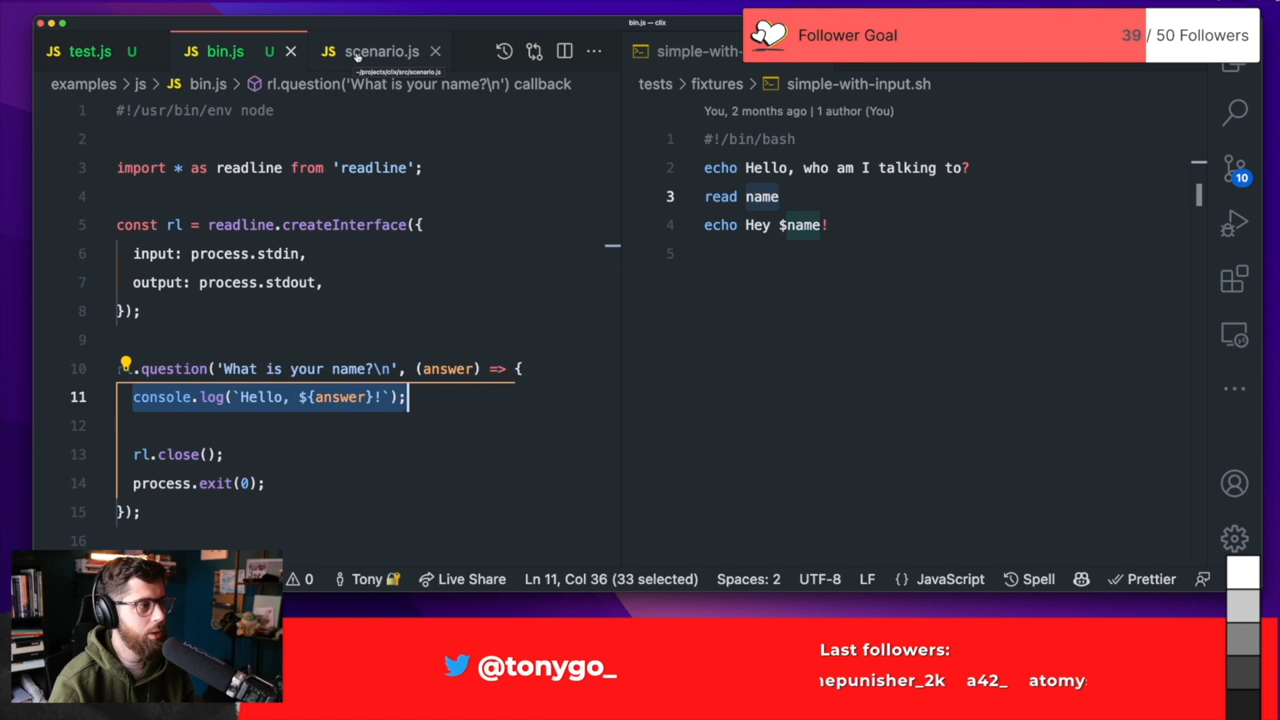 bin.js — clix
Follower Goal
39 / 50 Followers
JS test.js U
JS bin.js U
JS scenario.js
~/projects/clix/src/scenario.js
simple-with-
examples › js › JS bin.js › rl.question('What is your name?\n') callback
1 #!/usr/bin/env node
2
3 import * as readline from 'readline';
4
5 const rl = readline.createInterface({
6 input: process.stdin,
7 output: process.stdout,
8 });
9
10 .question('What is your name?\n', (answer) => {
11 console.log(`Hello, ${answer}!`);
12
13 rl.close();
14 process.exit(0);
15 });
16
tests › fixtures › simple-with-input.sh
You, 2 months ago | 1 author (You)
1 #!/bin/bash
2 echo Hello, who am I talking to?
3 read name
4 echo Hey $name!
5
10
0 Tony Live Share Ln 11, Col 36 (33 selected) Spaces: 2 UTF-8 LF {} JavaScript Spell Prettier
@tonygo_
Last followers:
nepunisher_2k a42_ atomy